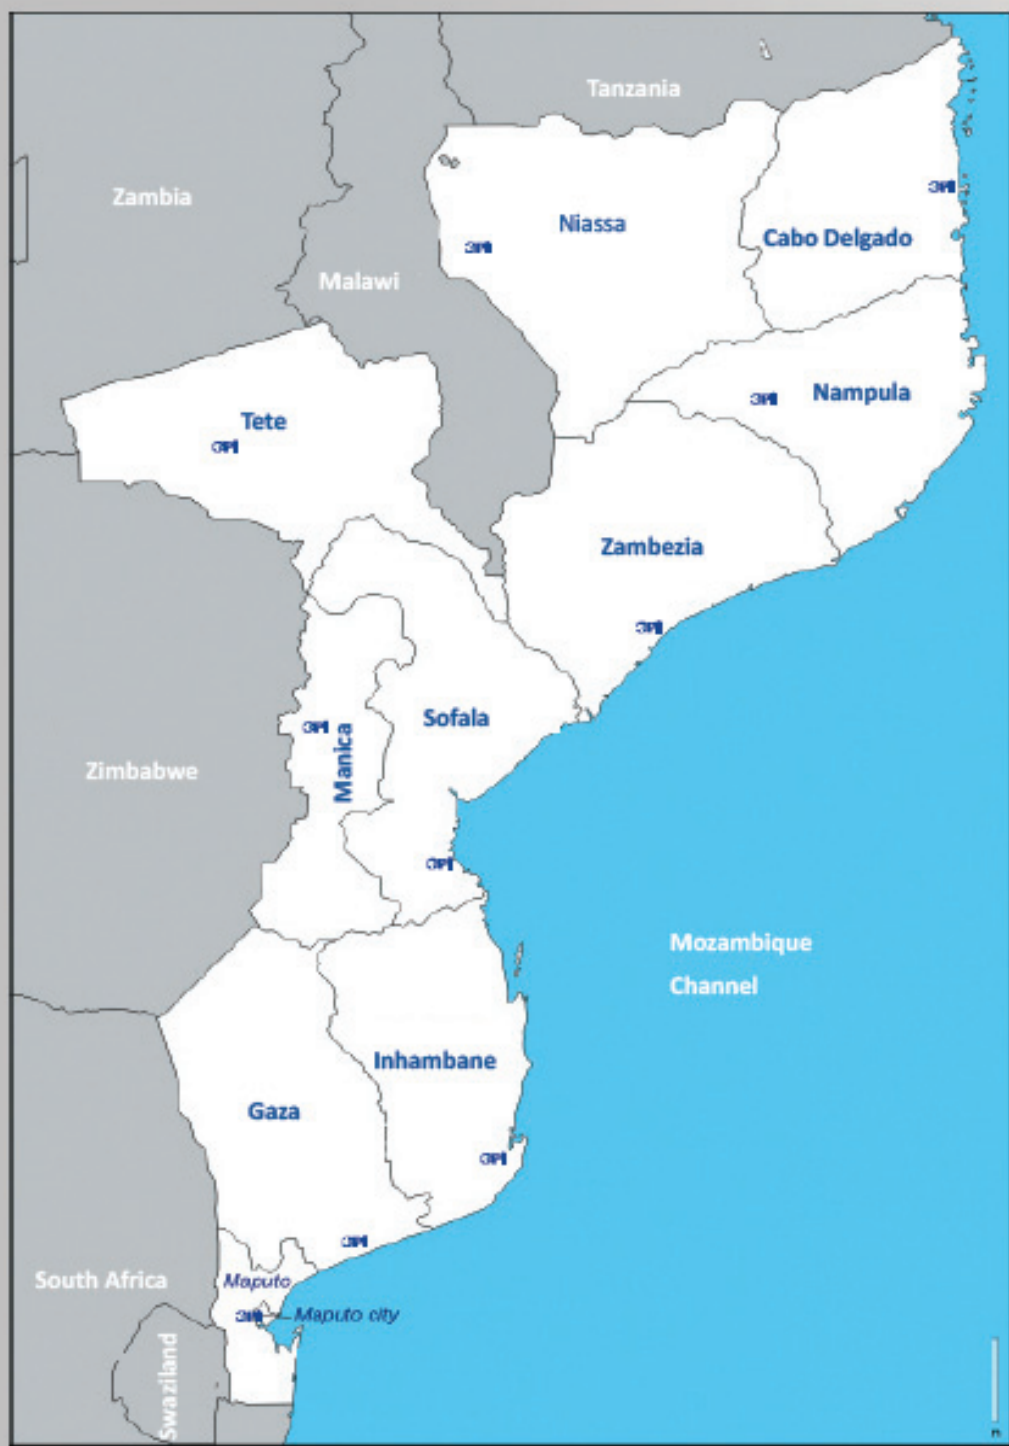 Tanzania
Zambia
Niassa
Cabo Delgado
Malawi
Nampula
Tete
Zambezia
Sofala
Manica
Zimbabwe
Mozambique
Channel
Inhambane
Gaza
South Africa
Maputo
Maputo city
Swaziland